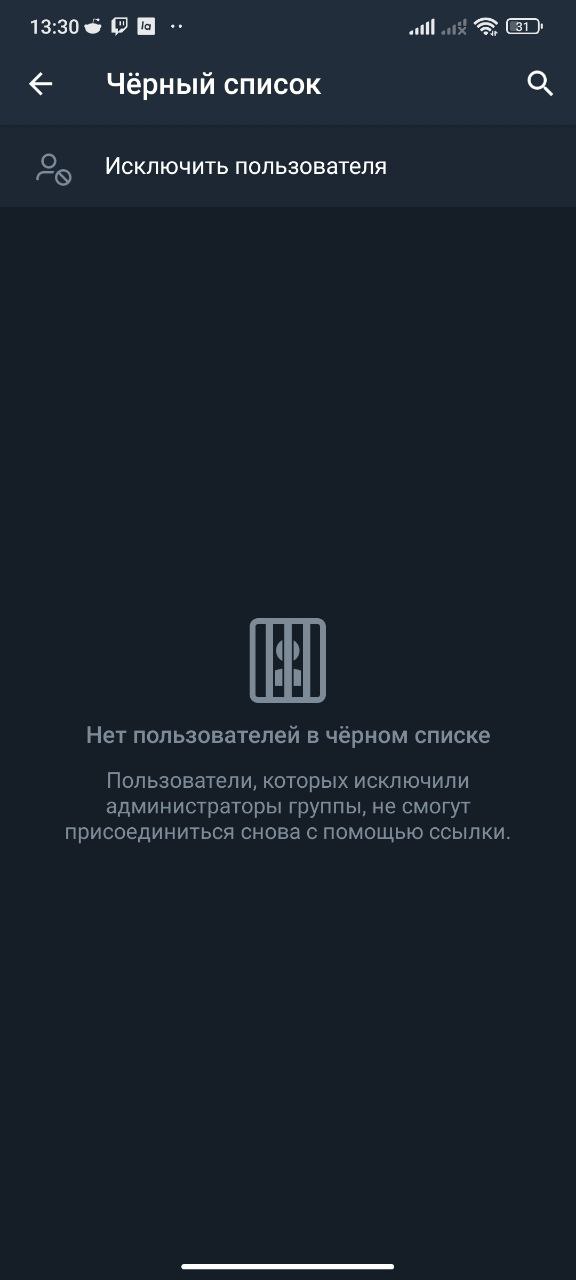 13:30
31
Чёрный список
Исключить пользователя
Нет пользователей в чёрном списке
Пользователи, которых исключили
администраторы группы, не смогут
присоединиться снова с помощью ссылки.